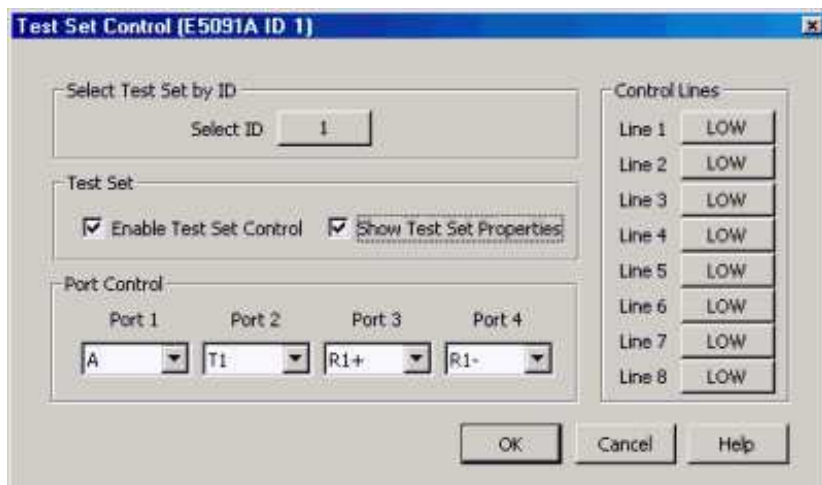 Test Set Control (E5091A ID 1)
Select Test Set by ID
Select ID 1
Test Set
Enable Test Set Control Show Test Set Properties
Port Control
Port 1 Port 2 Port 3 Port 4
A T1 R1+ R1-
Control Lines
Line 1 LOW
Line 2 LOW
Line 3 LOW
Line 4 LOW
Line 5 LOW
Line 6 LOW
Line 7 LOW
Line 8 LOW
OK Cancel Help